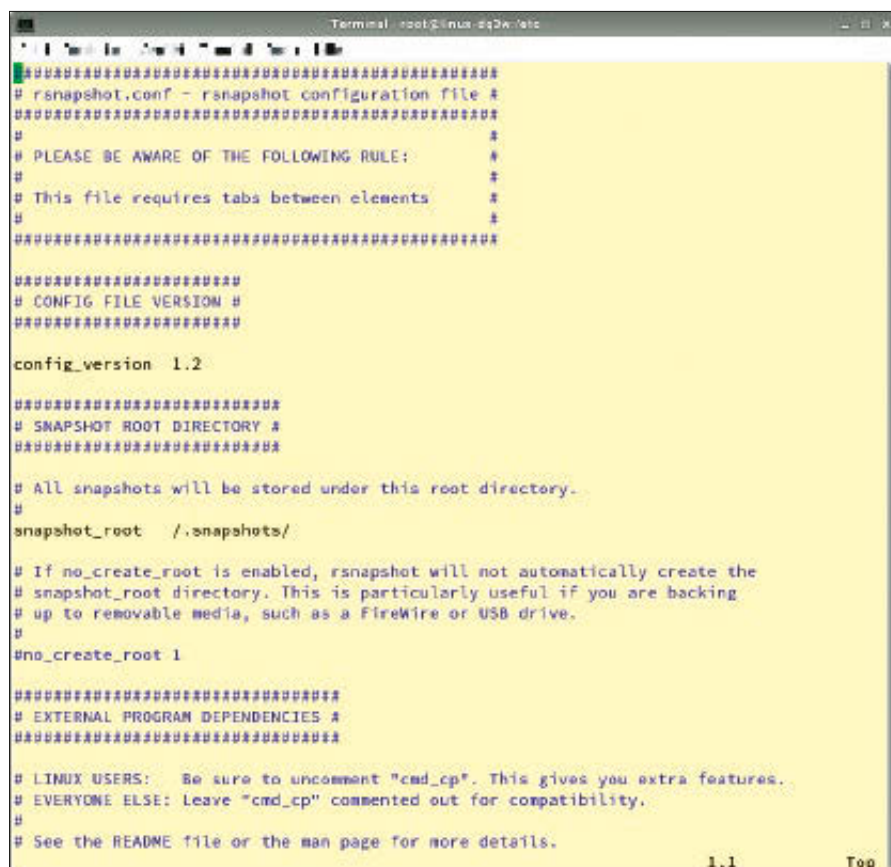 Terminal - root@linux-dq3w:/etc
##################################################
# rsnapshot.conf - rsnapshot configuration file #
##################################################
# #
# PLEASE BE AWARE OF THE FOLLOWING RULE: #
# #
# This file requires tabs between elements #
# #
##################################################
#######################
# CONFIG FILE VERSION #
#######################
config_version 1.2
###########################
# SNAPSHOT ROOT DIRECTORY #
###########################
# All snapshots will be stored under this root directory.
#
snapshot_root /.snapshots/
# If no_create_root is enabled, rsnapshot will not automatically create the
# snapshot_root directory. This is particularly useful if you are backing
# up to removable media, such as a FireWire or USB drive.
#
#no_create_root 1
#################################
# EXTERNAL PROGRAM DEPENDENCIES #
#################################
# LINUX USERS: Be sure to uncomment "cmd_cp". This gives you extra features.
# EVERYONE ELSE: Leave "cmd_cp" commented out for compatibility.
#
# See the README file or the man page for more details.
1.1 Top